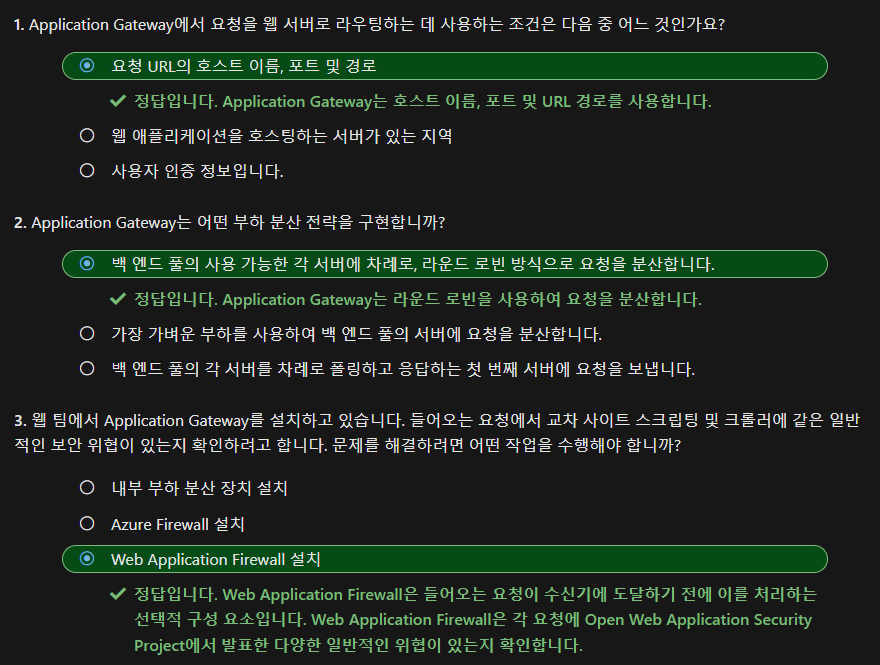 1. Application Gateway에서 요청을 웹 서버로 라우팅하는 데 사용하는 조건은 다음 중 어느 것인가요?
요청 URL의 호스트 이름, 포트 및 경로
정답입니다. Application Gateway는 호스트 이름, 포트 및 URL 경로를 사용합니다.
웹 애플리케이션을 호스팅하는 서버가 있는 지역
사용자 인증 정보입니다.
2. Application Gateway는 어떤 부하 분산 전략을 구현합니까?
백 엔드 풀의 사용 가능한 각 서버에 차례로, 라운드 로빈 방식으로 요청을 분산합니다.
정답입니다. Application Gateway는 라운드 로빈을 사용하여 요청을 분산합니다.
가장 가벼운 부하를 사용하여 백 엔드 풀의 서버에 요청을 분산합니다.
백 엔드 풀의 각 서버를 차례로 폴링하고 응답하는 첫 번째 서버에 요청을 보냅니다.
3. 웹 팀에서 Application Gateway를 설치하고 있습니다. 들어오는 요청에서 교차 사이트 스크립팅 및 크롤러에 같은 일반
적인 보안 위협이 있는지 확인하려고 합니다. 문제를 해결하려면 어떤 작업을 수행해야 합니까?
내부 부하 분산 장치 설치
Azure Firewall 설치
Web Application Firewall 설치
정답입니다. Web Application Firewall은 들어오는 요청이 수신기에 도달하기 전에 이를 처리하는
선택적 구성 요소입니다. Web Application Firewall은 각 요청에 Open Web Application Security
Project에서 발표한 다양한 일반적인 위협이 있는지 확인합니다.